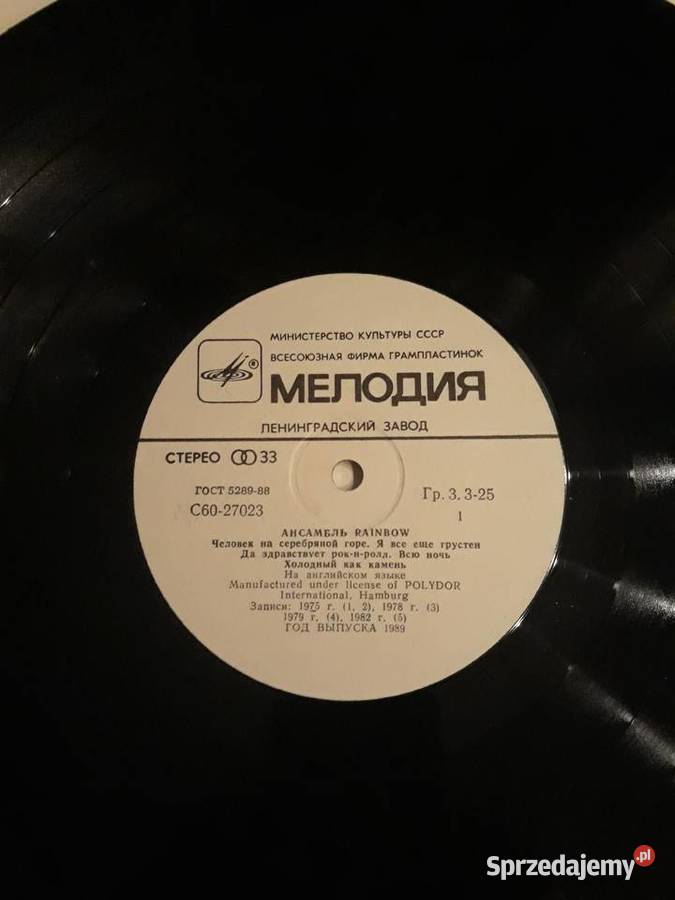 МИНИСТЕРСТВО КУЛЬТУРЫ СССР
ВСЕСОЮЗНАЯ ФИРМА ГРАМПЛАСТИНОК
®
МЕЛОДИЯ
ЛЕНИНГРАДСКИЙ ЗАВОД
СТЕРЕО 33
ГОСТ 5289-88
С60-27023
Гр. 3. 3-25
1
АНСАМБЛЬ RAINBOW
Человек на серебряной горе. Я все еще грустен
Да здравствует рок-н-ролл. Всю ночь
Холодный как камень
На английском языке
Manufactured under license of POLYDOR
International, Hamburg
Записи: 1975 г. (1, 2), 1978 г. (3)
1979 г. (4), 1982 г. (5)
ГОД ВЫПУСКА 1989
Sprzedajemy.pl